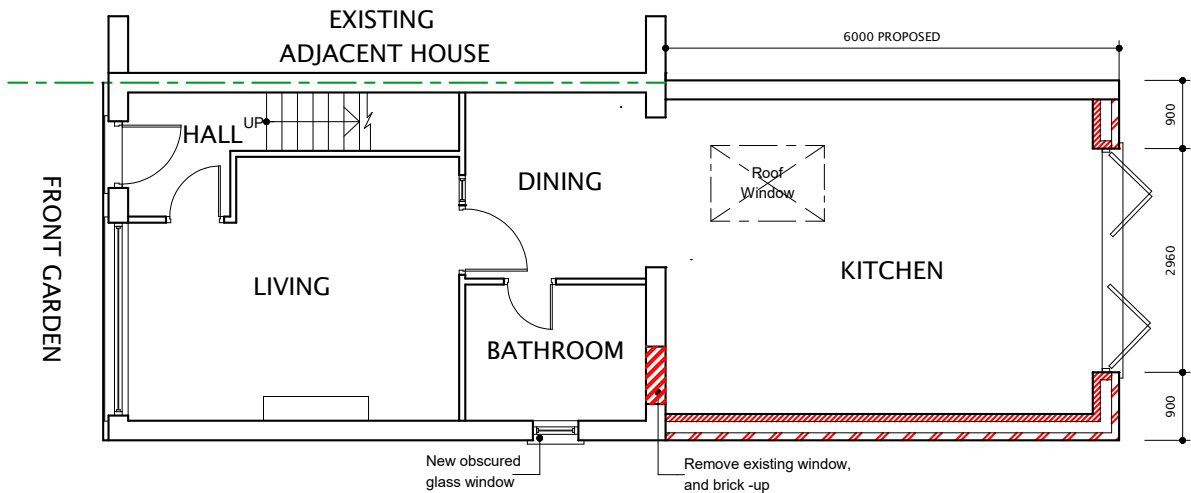 EXISTING
ADJACENT HOUSE
6000 PROPOSED
HALL
UP
DINING
Roof
Window
900
FRONT GARDEN
LIVING
KITCHEN
2960
BATHROOM
900
New obscured
glass window
Remove existing window,
and brick -up